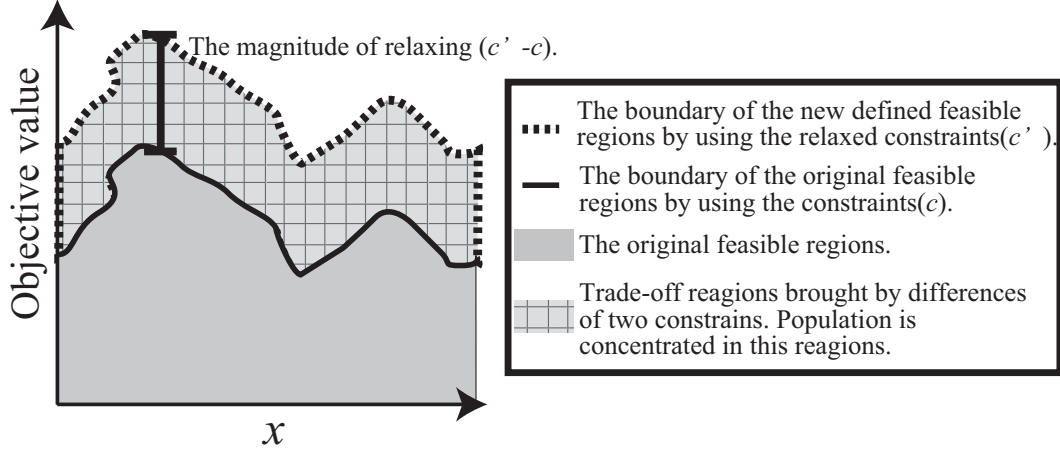 The magnitude of relaxing (c' -c).
Objective value
x
The boundary of the new defined feasible
regions by using the relaxed constraints(c' ).
The boundary of the original feasible
regions by using the constraints(c).
The original feasible regions.
Trade-off reagions brought by differences
of two constrains. Population is
concentrated in this reagions.